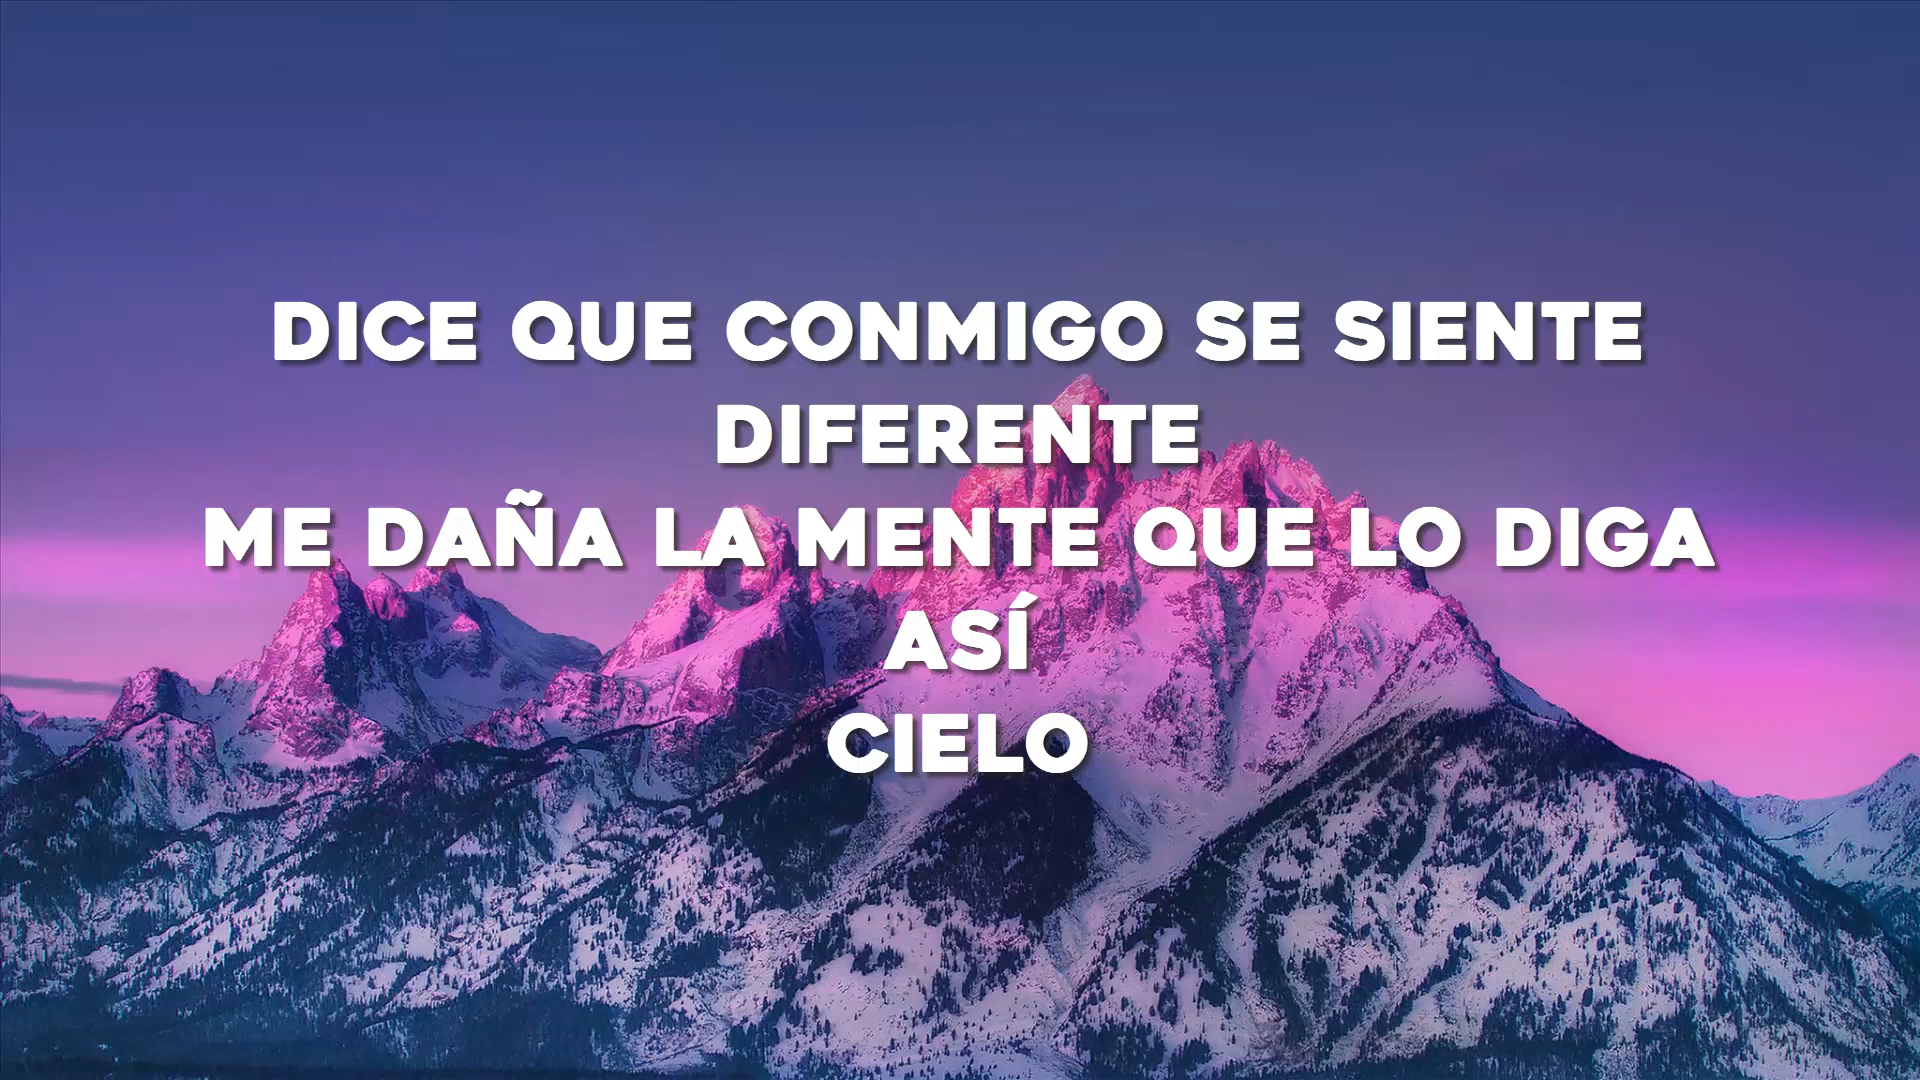 DICE QUE CONMIGO SE SIENTE
DIFERENTE
ME DAÑA LA MENTE QUE LO DIGA
ASÍ
CIELO